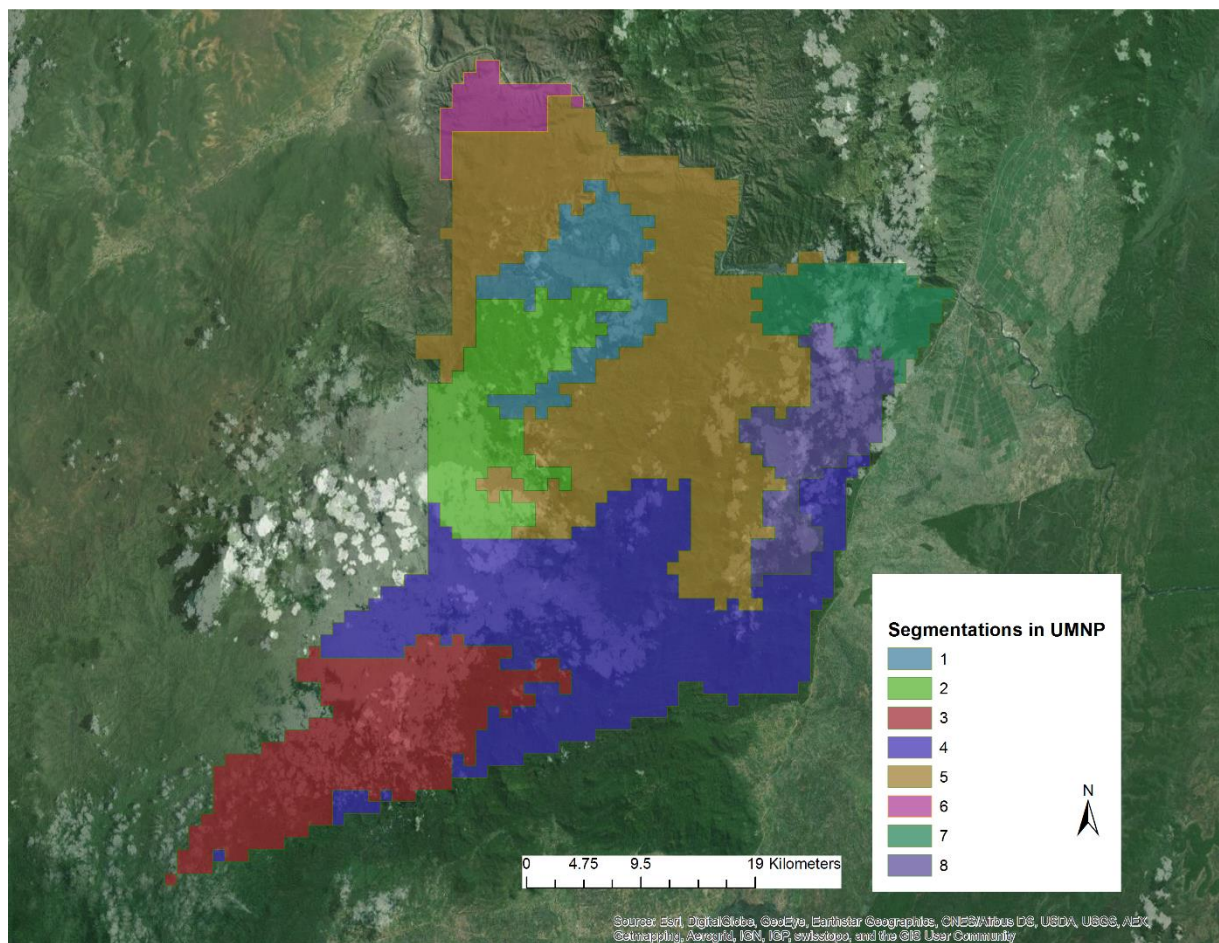 Segmentations in UMNP
1
2
3
4
5
6
7
8
N
0 4.75 9.5 19 Kilometers
Source: Esri, DigitalGlobe, GeoEye, Earthstar Geographics, CNES/Airbus DS, USDA, USGS, AEX,
Getmapping, Aerogrid, IGN, IGP, swisstopo, and the GIS User Community